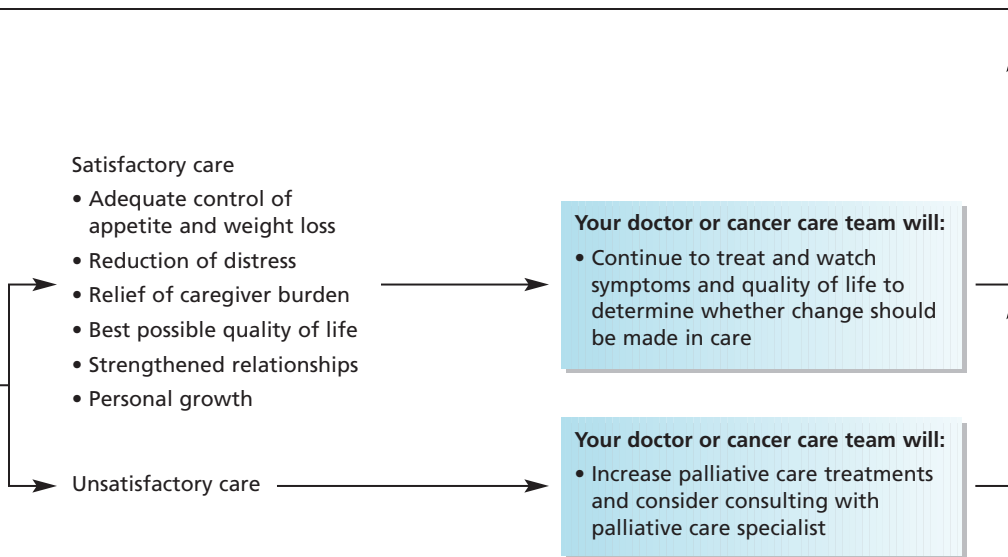 Satisfactory care
• Adequate control of
appetite and weight loss
• Reduction of distress
• Relief of caregiver burden
• Best possible quality of life
• Strengthened relationships
• Personal growth
Your doctor or cancer care team will:
• Continue to treat and watch
symptoms and quality of life to
determine whether change should
be made in care
Unsatisfactory care
Your doctor or cancer care team will:
• Increase palliative care treatments
and consider consulting with
palliative care specialist